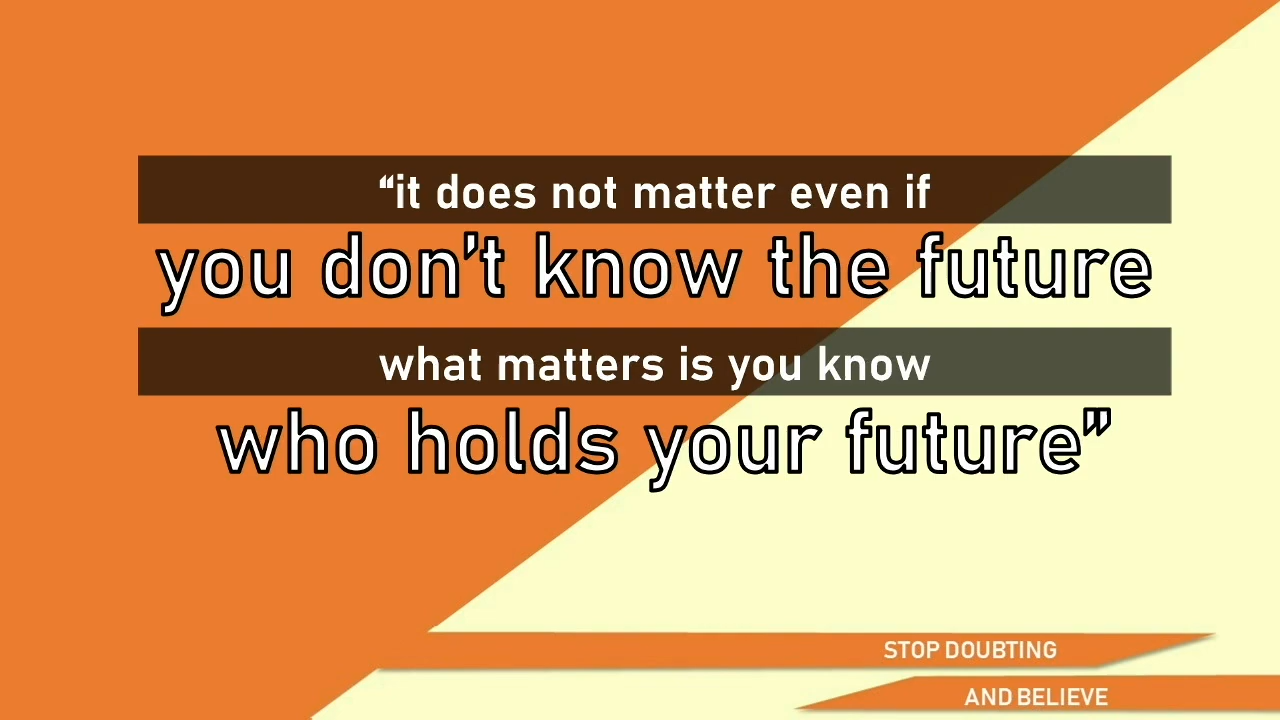 “it does not matter even if
you don’t know the future
what matters is you know
who holds your future”
STOP DOUBTING
AND BELIEVE